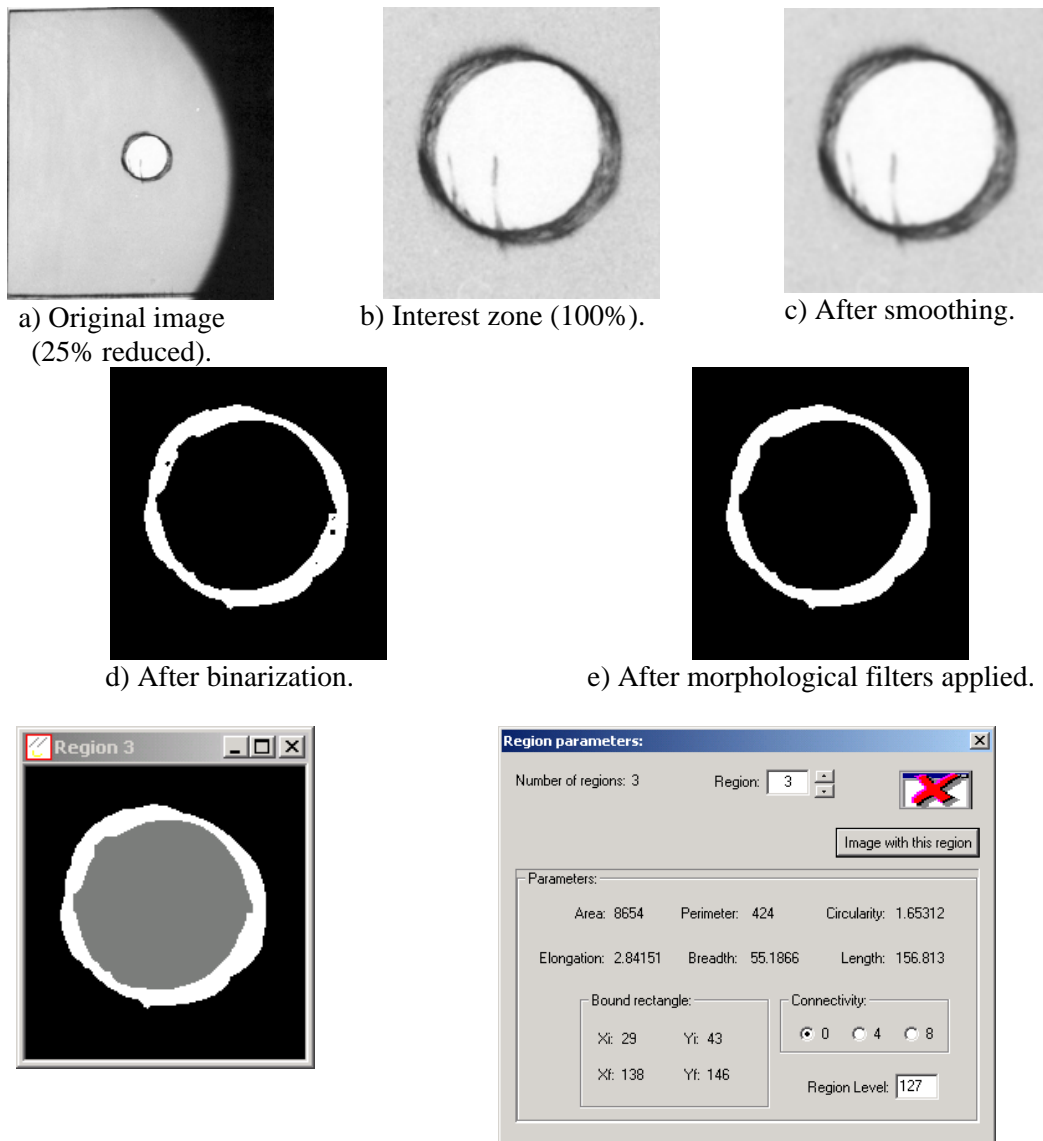 a) Original image
(25% reduced).
b) Interest zone (100%).
c) After smoothing.
d) After binarization.
e) After morphological filters applied.
Region 3
Region parameters:
Number of regions: 3 Region: 3
Image with this region
Parameters:
Area: 8654 Perimeter: 424 Circularity: 1.65312
Elongation: 2.84151 Breadth: 55.1866 Length: 156.813
Bound rectangle: Connectivity:
Xi: 29 Yi: 43 0 4 8
Xf: 138 Yf: 146
Region Level: 127